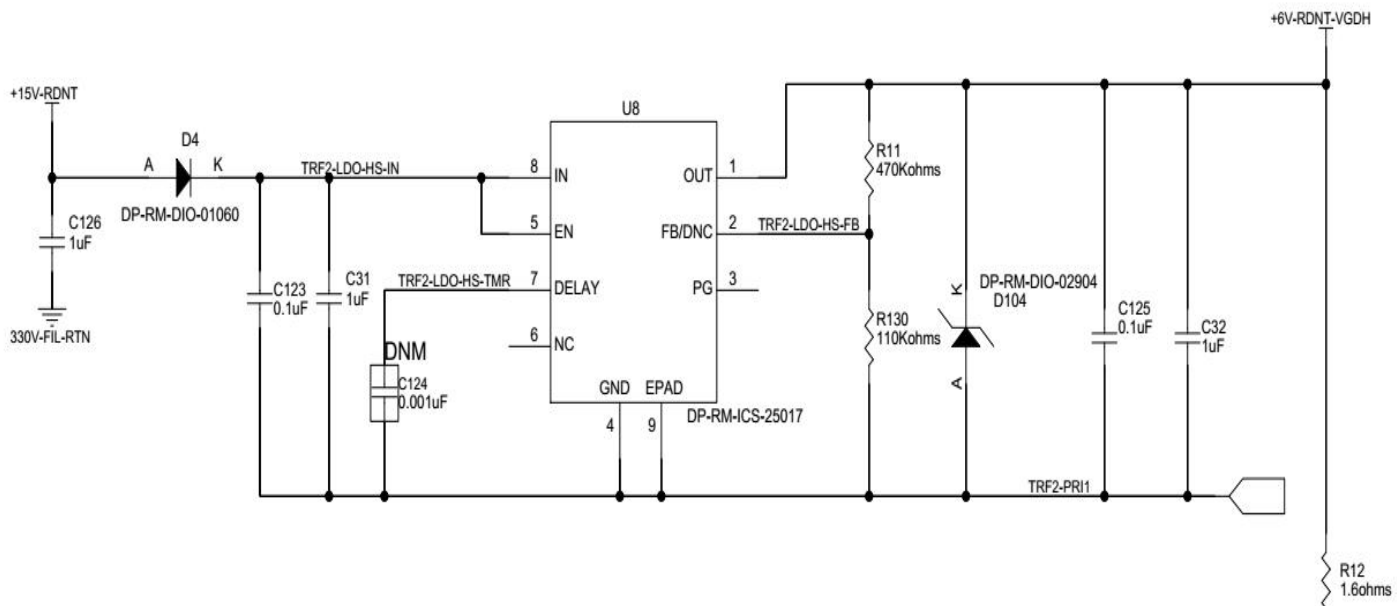 +6V-RDNT-VGDH
+15V-RDNT
U8
D4
A
K
TRF2-LDO-HS-IN
8
IN
OUT
1
R11
470Kohms
DP-RM-DIO-01060
C126
1uF
5
EN
FB/DNC
2
TRF2-LDO-HS-FB
TRF2-LDO-HS-TMR
7
DELAY
PG
3
K
DP-RM-DIO-02904
D104
C123
0.1uF
C31
1uF
R130
110Kohms
C125
0.1uF
C32
1uF
330V-FIL-RTN
6
NC
DNM
C124
0.001uF
GND
EPAD
A
DP-RM-ICS-25017
4
9
TRF2-PRI1
R12
1.6ohms